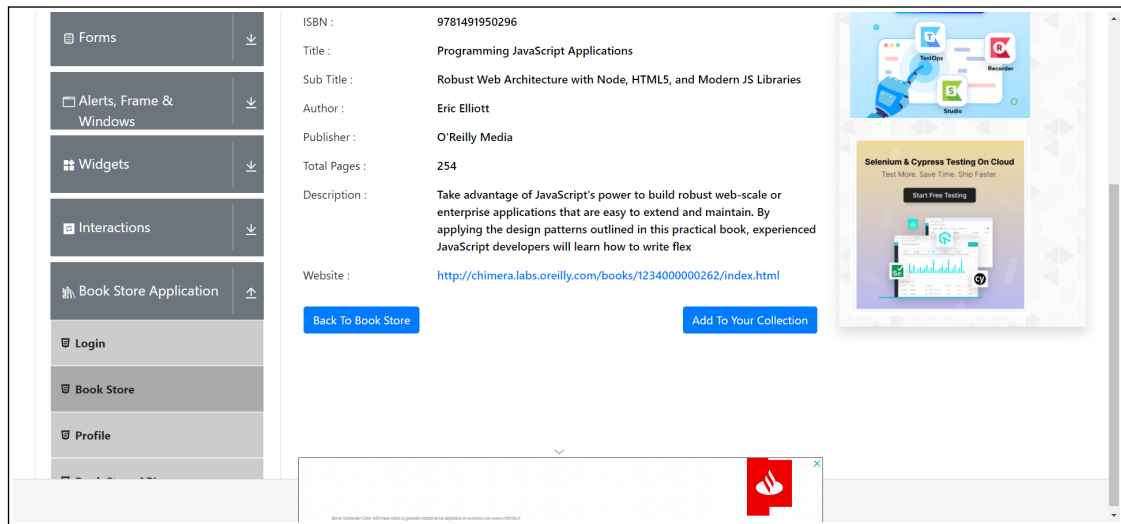 Forms
Alerts, Frame &
Windows
Widgets
Interactions
Book Store Application
Login
Book Store
Profile
ISBN :
9781491950296
Title :
Programming JavaScript Applications
Sub Title :
Robust Web Architecture with Node, HTML5, and Modern JS Libraries
Author :
Eric Elliott
Publisher :
O'Reilly Media
Total Pages :
254
Description :
Take advantage of JavaScript's power to build robust web-scale or
enterprise applications that are easy to extend and maintain. By
applying the design patterns outlined in this practical book, experienced
JavaScript developers will learn how to write flex
Website :
http://chimera.labs.oreilly.com/books/1234000000262/index.html
Back To Book Store
Add To Your Collection
TestOps
Recorder
Studio
Selenium & Cypress Testing On Cloud
Test More. Save Time. Ship Faster.
Start Free Testing
Se
cy